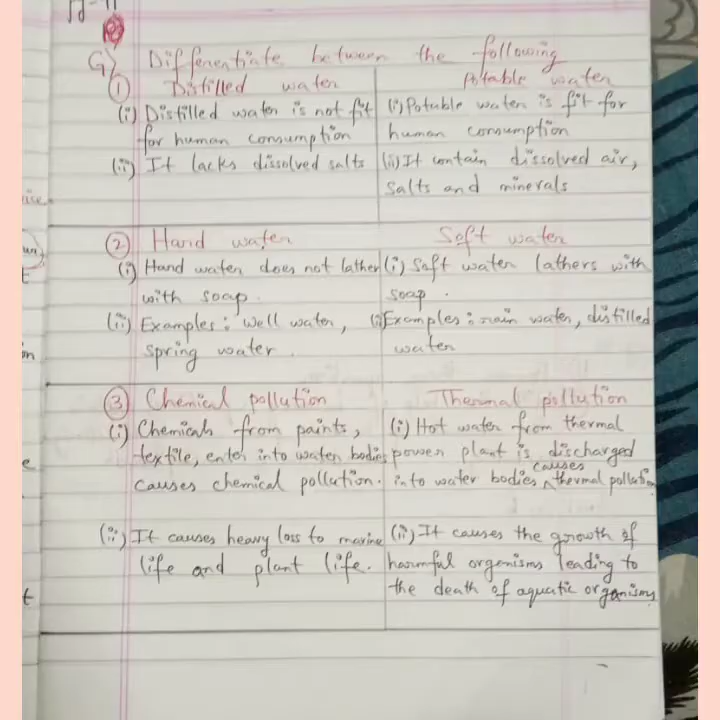 G) Differentiate between the following
① Distilled water
Potable water
(i) Distilled water is not fit
for human consumption
(ii) It lacks dissolved salts
(i) Potable water is fit for
human consumption
(ii) It contain dissolved air,
salts and minerals
② Hard water
Soft water
(i) Hard water does not lather
with soap.
(ii) Examples: Well water,
spring water.
(i) Soft water lathers with
soap.
(ii) Examples: rain water, distilled
water
③ Chemical pollution
Thermal pollution
(i) Chemicals from paints,
textile, enter into water bodies
causes chemical pollution.
(ii) It causes heavy loss to marine
life and plant life.
(i) Hot water from thermal
power plant is discharged
into water bodies causes thermal pollution
(ii) It causes the growth of
harmful organisms leading to
the death of aquatic organisms